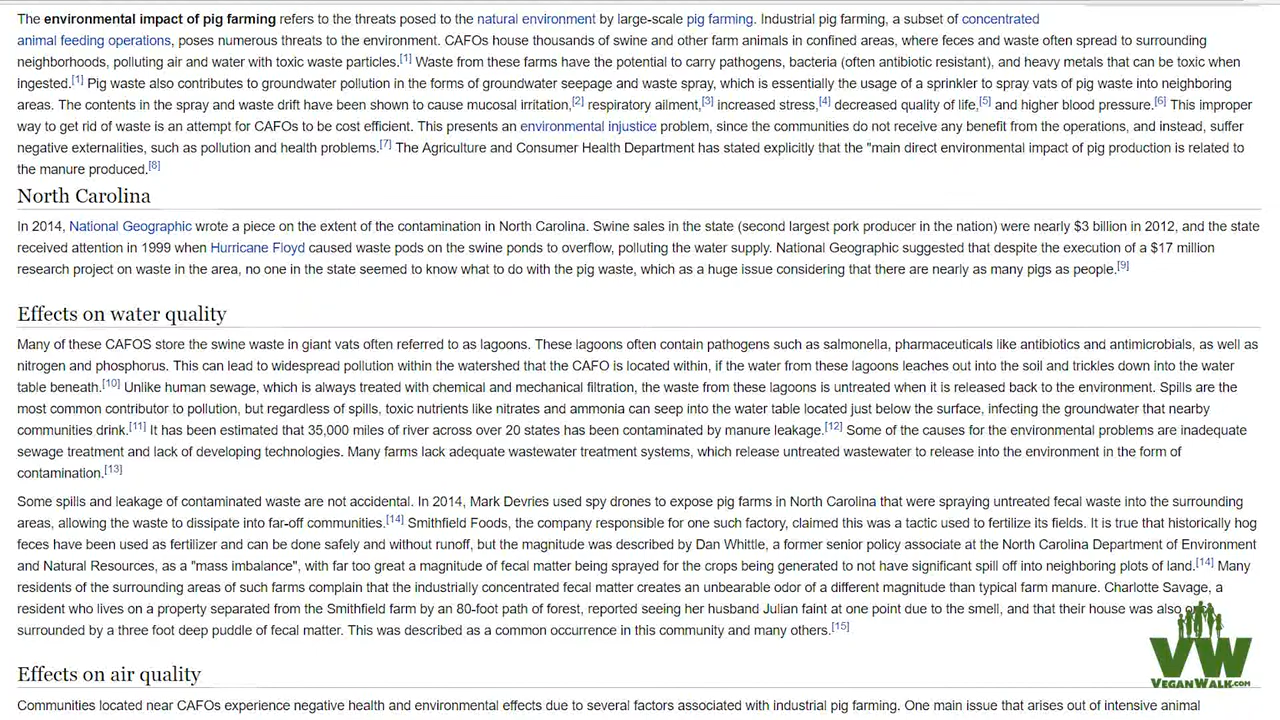 The environmental impact of pig farming refers to the threats posed to the natural environment by large-scale pig farming. Industrial pig farming, a subset of concentrated
animal feeding operations, poses numerous threats to the environment. CAFOs house thousands of swine and other farm animals in confined areas, where feces and waste often spread to surrounding
neighborhoods, polluting air and water with toxic waste particles.[1] Waste from these farms have the potential to carry pathogens, bacteria (often antibiotic resistant), and heavy metals that can be toxic when
ingested.[1] Pig waste also contributes to groundwater pollution in the forms of groundwater seepage and waste spray, which is essentially the usage of a sprinkler to spray vats of pig waste into neighboring
areas. The contents in the spray and waste drift have been shown to cause mucosal irritation,[2] respiratory ailment,[3] increased stress,[4] decreased quality of life,[5] and higher blood pressure.[6] This improper
way to get rid of waste is an attempt for CAFOs to be cost efficient. This presents an environmental injustice problem, since the communities do not receive any benefit from the operations, and instead, suffer
negative externalities, such as pollution and health problems.[7] The Agriculture and Consumer Health Department has stated explicitly that the "main direct environmental impact of pig production is related to
the manure produced.[8]
North Carolina
In 2014, National Geographic wrote a piece on the extent of the contamination in North Carolina. Swine sales in the state (second largest pork producer in the nation) were nearly $3 billion in 2012, and the state
received attention in 1999 when Hurricane Floyd caused waste pods on the swine ponds to overflow, polluting the water supply. National Geographic suggested that despite the execution of a $17 million
research project on waste in the area, no one in the state seemed to know what to do with the pig waste, which as a huge issue considering that there are nearly as many pigs as people.[9]
Effects on water quality
Many of these CAFOS store the swine waste in giant vats often referred to as lagoons. These lagoons often contain pathogens such as salmonella, pharmaceuticals like antibiotics and antimicrobials, as well as
nitrogen and phosphorus. This can lead to widespread pollution within the watershed that the CAFO is located within, if the water from these lagoons leaches out into the soil and trickles down into the water
table beneath.[10] Unlike human sewage, which is always treated with chemical and mechanical filtration, the waste from these lagoons is untreated when it is released back to the environment. Spills are the
most common contributor to pollution, but regardless of spills, toxic nutrients like nitrates and ammonia can seep into the water table located just below the surface, infecting the groundwater that nearby
communities drink.[11] It has been estimated that 35,000 miles of river across over 20 states has been contaminated by manure leakage.[12] Some of the causes for the environmental problems are inadequate
sewage treatment and lack of developing technologies. Many farms lack adequate wastewater treatment systems, which release untreated wastewater to release into the environment in the form of
contamination.[13]
Some spills and leakage of contaminated waste are not accidental. In 2014, Mark Devries used spy drones to expose pig farms in North Carolina that were spraying untreated fecal waste into the surrounding
areas, allowing the waste to dissipate into far-off communities.[14] Smithfield Foods, the company responsible for one such factory, claimed this was a tactic used to fertilize its fields. It is true that historically hog
feces have been used as fertilizer and can be done safely and without runoff, but the magnitude was described by Dan Whittle, a former senior policy associate at the North Carolina Department of Environment
and Natural Resources, as a "mass imbalance", with far too great a magnitude of fecal matter being sprayed for the crops being generated to not have significant spill off into neighboring plots of land.[14] Many
residents of the surrounding areas of such farms complain that the industrially concentrated fecal matter creates an unbearable odor of a different magnitude than typical farm manure. Charlotte Savage, a
resident who lives on a property separated from the Smithfield farm by an 80-foot path of forest, reported seeing her husband Julian faint at one point due to the smell, and that their house was also
surrounded by a three foot deep puddle of fecal matter. This was described as a common occurrence in this community and many others.[15]
VW
VEGANWALK.COM
Effects on air quality
Communities located near CAFOs experience negative health and environmental effects due to several factors associated with industrial pig farming. One main issue that arises out of intensive animal